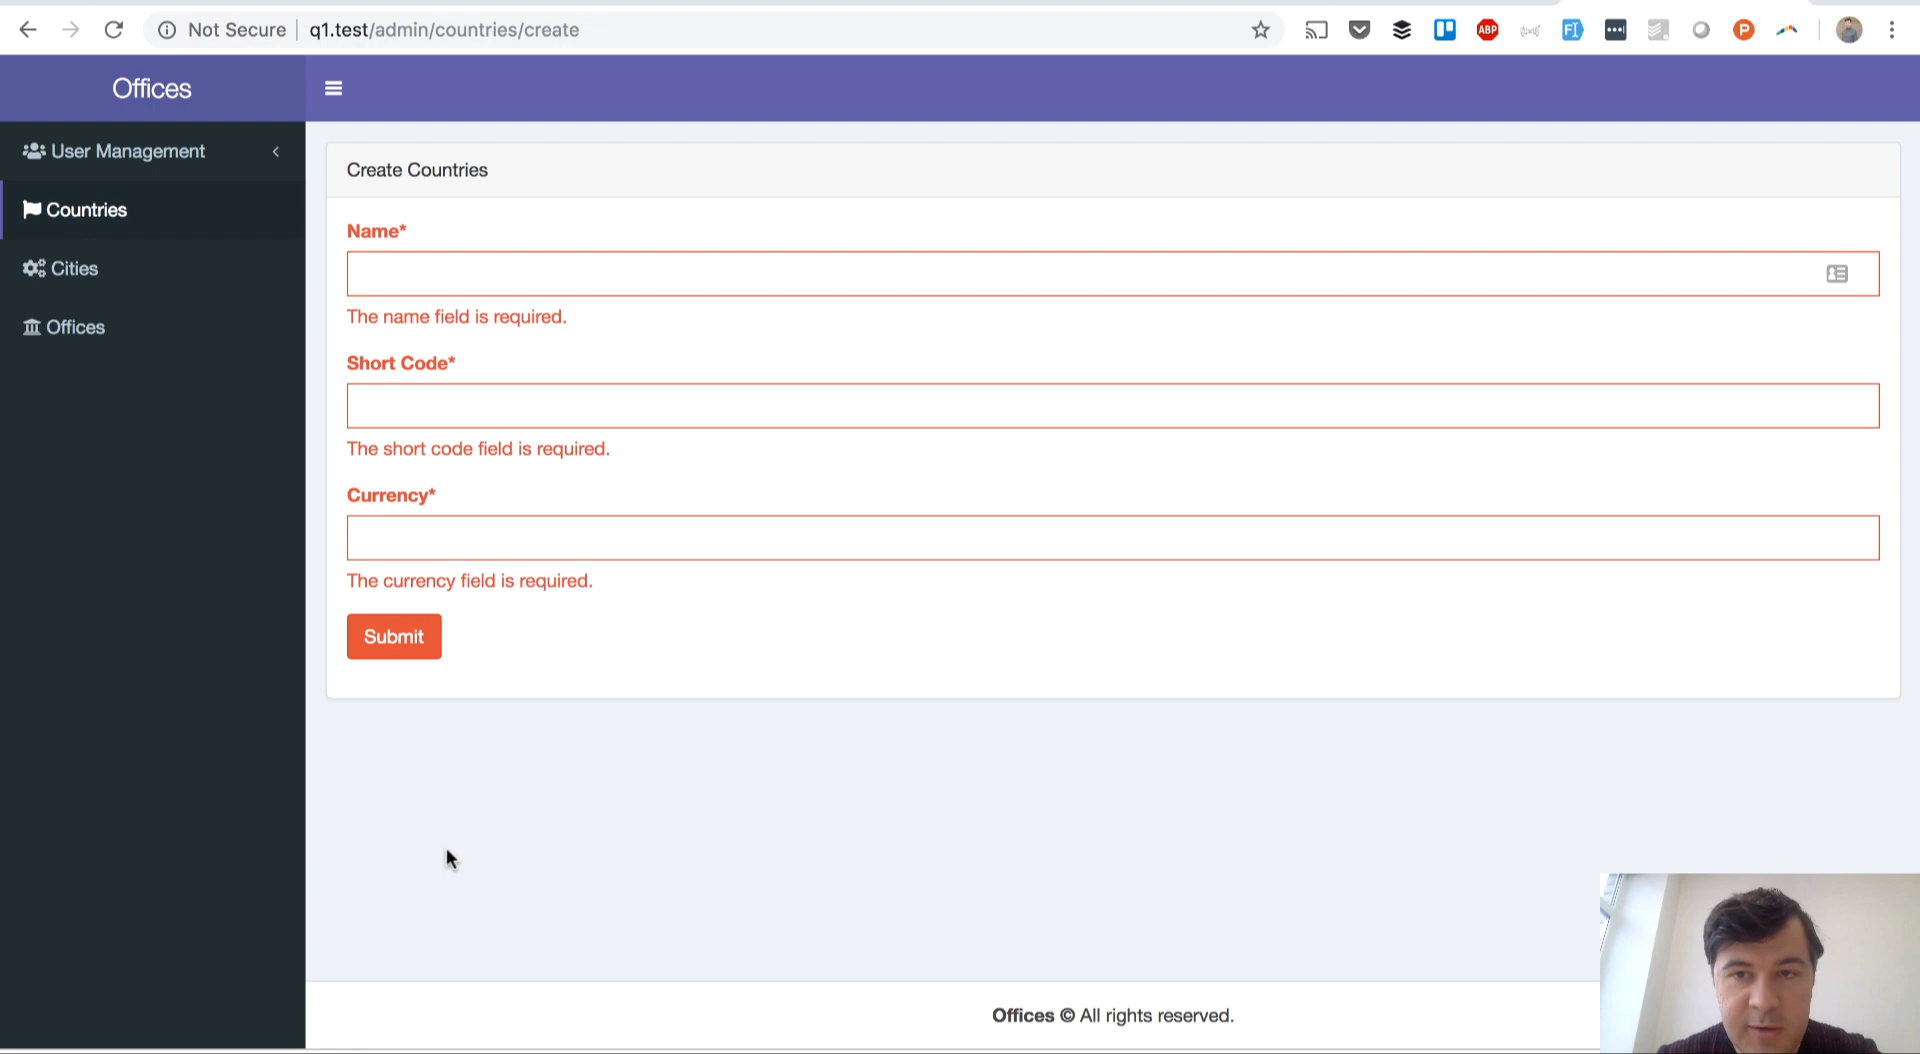 Not Secure | q1.test/admin/countries/create
ABP
FI
P
Offices
User Management
Countries
Cities
Offices
Create Countries
Name*
The name field is required.
Short Code*
The short code field is required.
Currency*
The currency field is required.
Submit
Offices © All rights reserved.